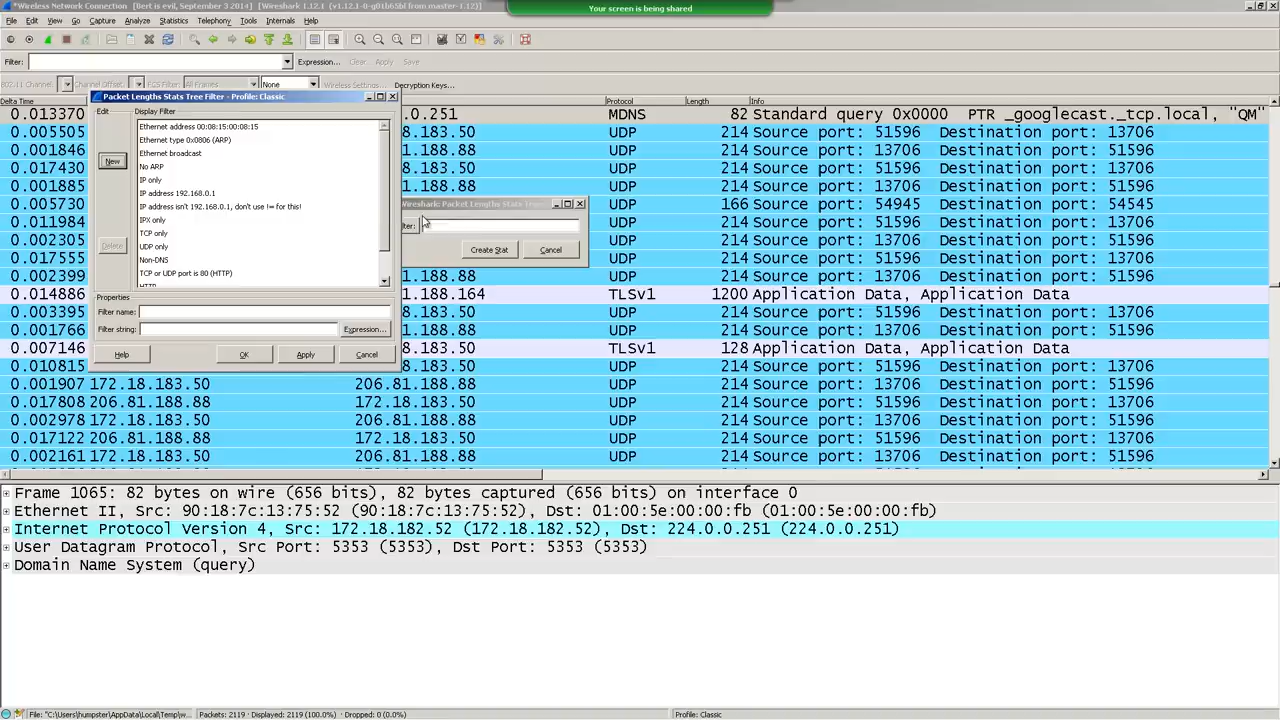 *Wireless Network Connection [Bert is evil, September 3 2014] [Wireshark 1.12.1 (v1.12.1-0-g01b65bf from master-1.12)]
Your screen is being shared
File Edit View Go Capture Analyze Statistics Telephony Tools Internals Help
Filter: Expression... Clear Apply Save
802.11 Channel: Channel Offset: FCS Filter: All Frames None Wireless Settings... Decryption Keys...
Packet Lengths Stats Tree Filter - Profile: Classic
Edit
New
Delete
Display Filter
Ethernet address 00:08:15:00:08:15
Ethernet type 0x0806 (ARP)
Ethernet broadcast
No ARP
IP only
IP address 192.168.0.1
IP address isn't 192.168.0.1, don't use != for this!
IPX only
TCP only
UDP only
Non-DNS
TCP or UDP port is 80 (HTTP)
HTTP
Properties
Filter name:
Filter string: Expression...
Help OK Apply Cancel
Wireshark: Packet Lengths Stats Tree
lter:
Create Stat Cancel
Delta Time Protocol Length Info
0.013370 .0.251 MDNS 82 Standard query 0x0000 PTR _googlecast._tcp.local, "QM"
0.005505 .183.50 UDP 214 Source port: 51596 Destination port: 13706
0.001846 .188.88 UDP 214 Source port: 13706 Destination port: 51596
0.017430 .183.50 UDP 214 Source port: 51596 Destination port: 13706
0.001885 .188.88 UDP 214 Source port: 13706 Destination port: 51596
0.005730 UDP 166 Source port: 54945 Destination port: 54545
0.011984 UDP 214 Source port: 51596 Destination port: 13706
0.002305 UDP 214 Source port: 13706 Destination port: 51596
0.017555 UDP 214 Source port: 51596 Destination port: 13706
0.002399 .188.88 UDP 214 Source port: 13706 Destination port: 51596
0.014886 .188.164 TLSv1 1200 Application Data, Application Data
0.003395 .183.50 UDP 214 Source port: 51596 Destination port: 13706
0.001766 .188.88 UDP 214 Source port: 13706 Destination port: 51596
0.007146 .183.50 TLSv1 128 Application Data, Application Data
0.010815 .183.50 UDP 214 Source port: 51596 Destination port: 13706
0.001907 172.18.183.50 206.81.188.88 UDP 214 Source port: 13706 Destination port: 51596
0.017808 206.81.188.88 172.18.183.50 UDP 214 Source port: 51596 Destination port: 13706
0.002978 172.18.183.50 206.81.188.88 UDP 214 Source port: 13706 Destination port: 51596
0.017122 206.81.188.88 172.18.183.50 UDP 214 Source port: 51596 Destination port: 13706
0.002161 172.18.183.50 206.81.188.88 UDP 214 Source port: 13706 Destination port: 51596
Frame 1065: 82 bytes on wire (656 bits), 82 bytes captured (656 bits) on interface 0
Ethernet II, Src: 90:18:7c:13:75:52 (90:18:7c:13:75:52), Dst: 01:00:5e:00:00:fb (01:00:5e:00:00:fb)
Internet Protocol Version 4, Src: 172.18.182.52 (172.18.182.52), Dst: 224.0.0.251 (224.0.0.251)
User Datagram Protocol, Src Port: 5353 (5353), Dst Port: 5353 (5353)
Domain Name System (query)
File: "C:\Users\humpster\AppData\Local\Temp\w... Packets: 2119 · Displayed: 2119 (100.0%) · Dropped: 0 (0.0%) Profile: Classic